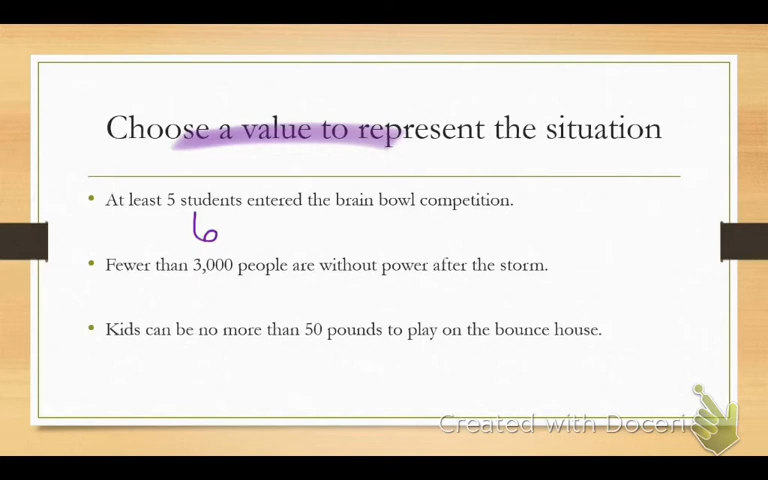 Choose a value to represent the situation
• At least 5 students entered the brain bowl competition.
6
• Fewer than 3,000 people are without power after the storm.
• Kids can be no more than 50 pounds to play on the bounce house.
Created with Doceri